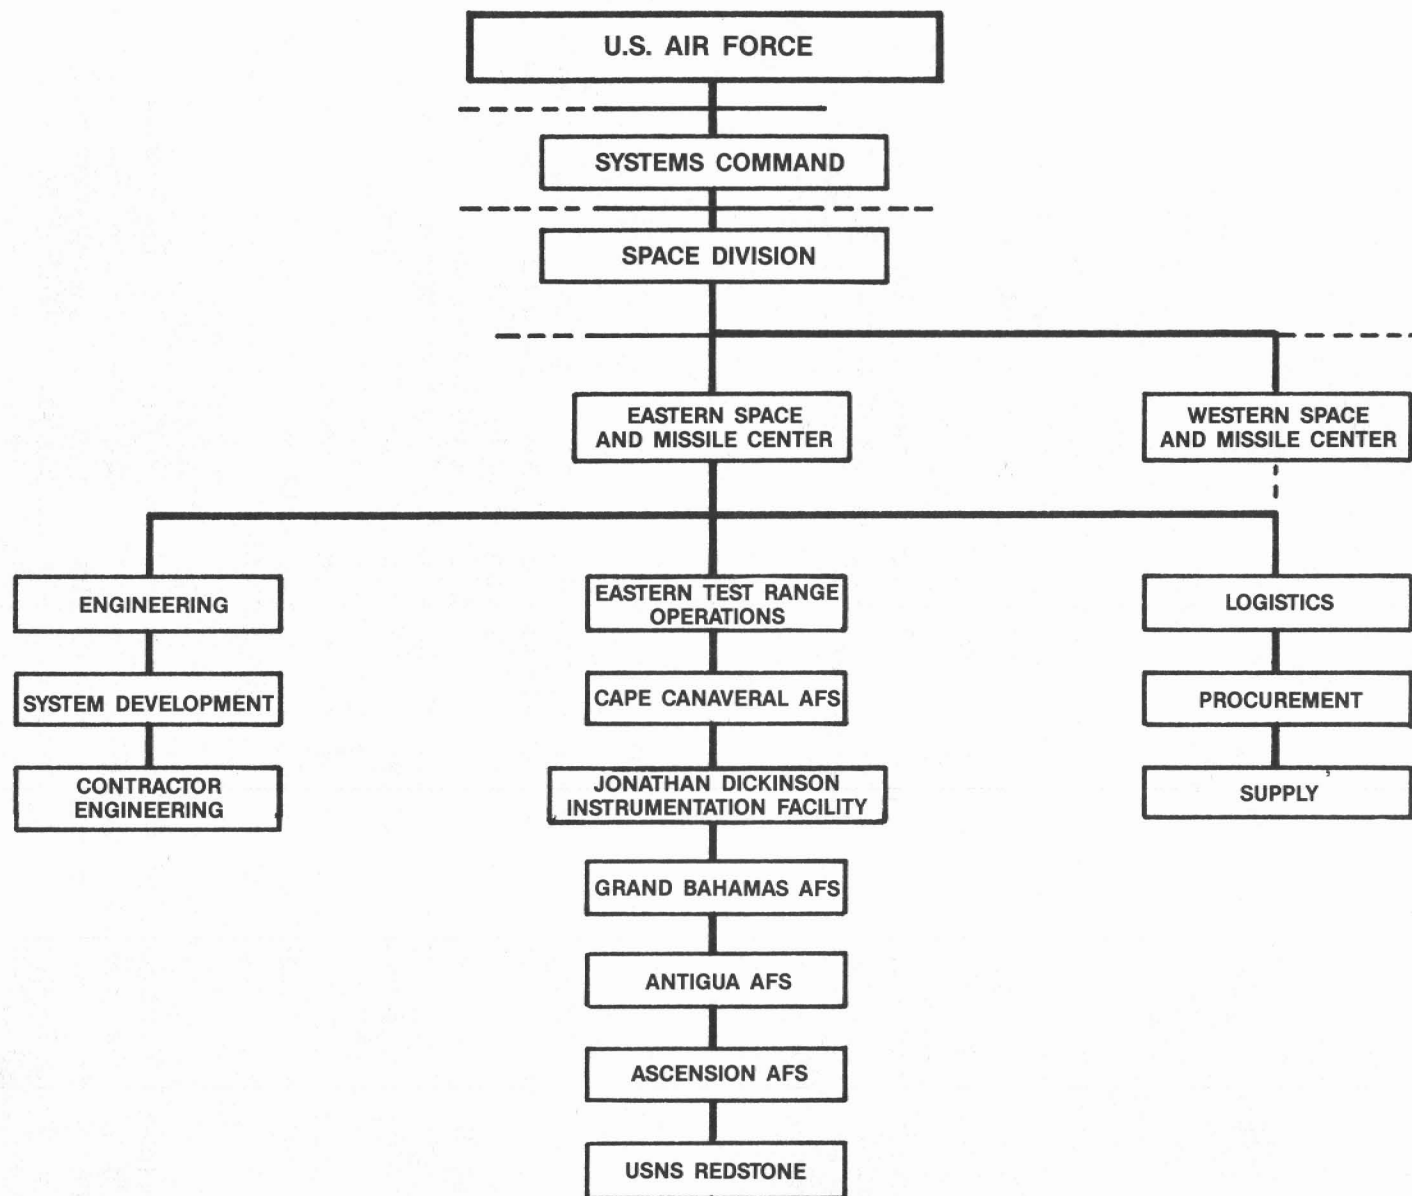 U.S. AIR FORCE
SYSTEMS COMMAND
SPACE DIVISION
EASTERN SPACE
AND MISSILE CENTER
WESTERN SPACE
AND MISSILE CENTER
ENGINEERING
EASTERN TEST RANGE
OPERATIONS
LOGISTICS
SYSTEM DEVELOPMENT
CAPE CANAVERAL AFS
PROCUREMENT
CONTRACTOR
ENGINEERING
JONATHAN DICKINSON
INSTRUMENTATION FACILITY
SUPPLY
GRAND BAHAMAS AFS
ANTIGUA AFS
ASCENSION AFS
USNS REDSTONE